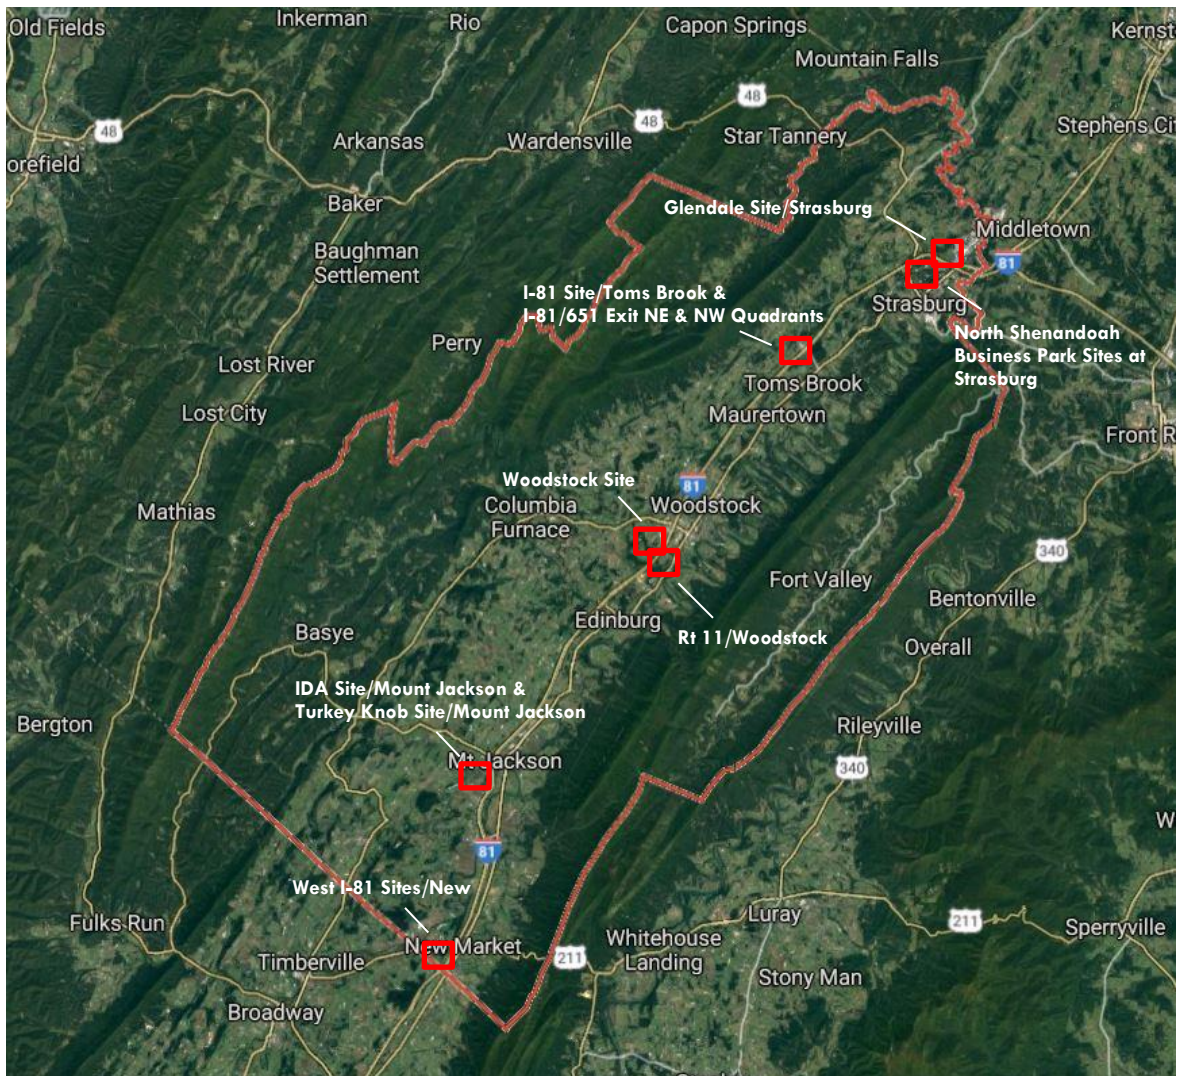 Old Fields
Inkerman
Rio
Capon Springs
Kernst
Mountain Falls
48
48
48
Arkansas
Wardensville
Star Tannery
Stephens Cit
orefield
Baker
Glendale Site/Strasburg
Middletown
Baughman
Settlement
81
I-81 Site/Toms Brook &
I-81/651 Exit NE & NW Quadrants
Strasburg
North Shenandoah
Business Park Sites at
Strasburg
Perry
Lost River
Toms Brook
Lost City
Maurertown
Front R
Woodstock Site
81
Columbia
Furnace
Woodstock
Mathias
340
Fort Valley
Bentonville
Edinburg
Basye
Rt 11/Woodstock
Overall
IDA Site/Mount Jackson &
Turkey Knob Site/Mount Jackson
Bergton
Rileyville
Mt Jackson
340
81
W
West I-81 Sites/New
Luray
211
Fulks Run
Sperryville
New Market
Whitehouse
Landing
211
Timberville
Stony Man
Broadway